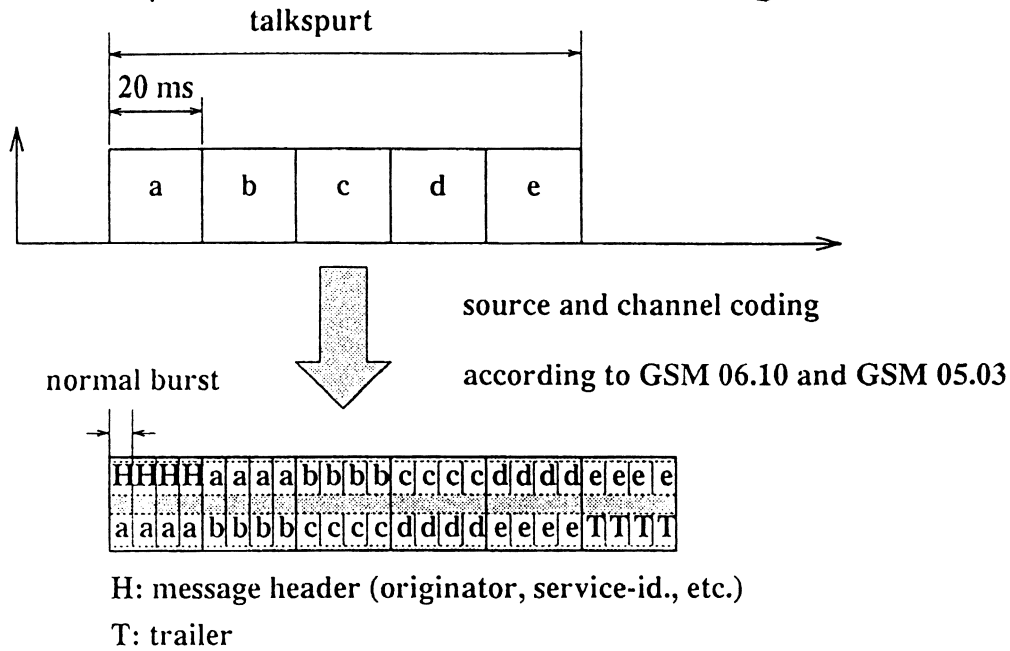 talkspurt
20 ms
a b c d e
source and channel coding
normal burst
according to GSM 06.10 and GSM 05.03
H H H H a a a a b b b b c c c c d d d d e e e e
a a a a b b b b c c c c d d d d e e e e T T T T
H: message header (originator, service-id., etc.)
T: trailer